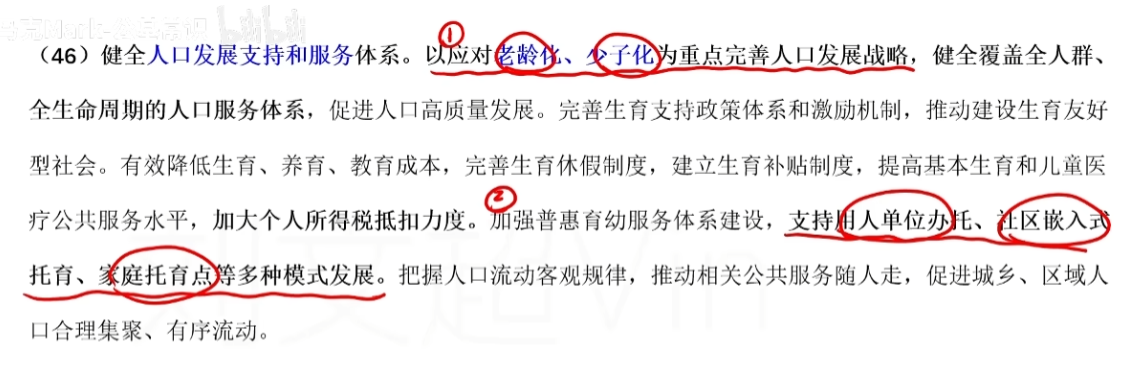 （46）健全人口发展支持和服务体系。以应对老龄化、少子化为重点完善人口发展战略，健全覆盖全人群、
全生命周期的人口服务体系，促进人口高质量发展。完善生育支持政策体系和激励机制，推动建设生育友好
型社会。有效降低生育、养育、教育成本，完善生育休假制度，建立生育补贴制度，提高基本生育和儿童医
疗公共服务水平，加大个人所得税抵扣力度。加强普惠育幼服务体系建设，支持用人单位办托、社区嵌入式
托育、家庭托育点等多种模式发展。把握人口流动客观规律，推动相关公共服务随人走，促进城乡、区域人
口合理集聚、有序流动。
①
②